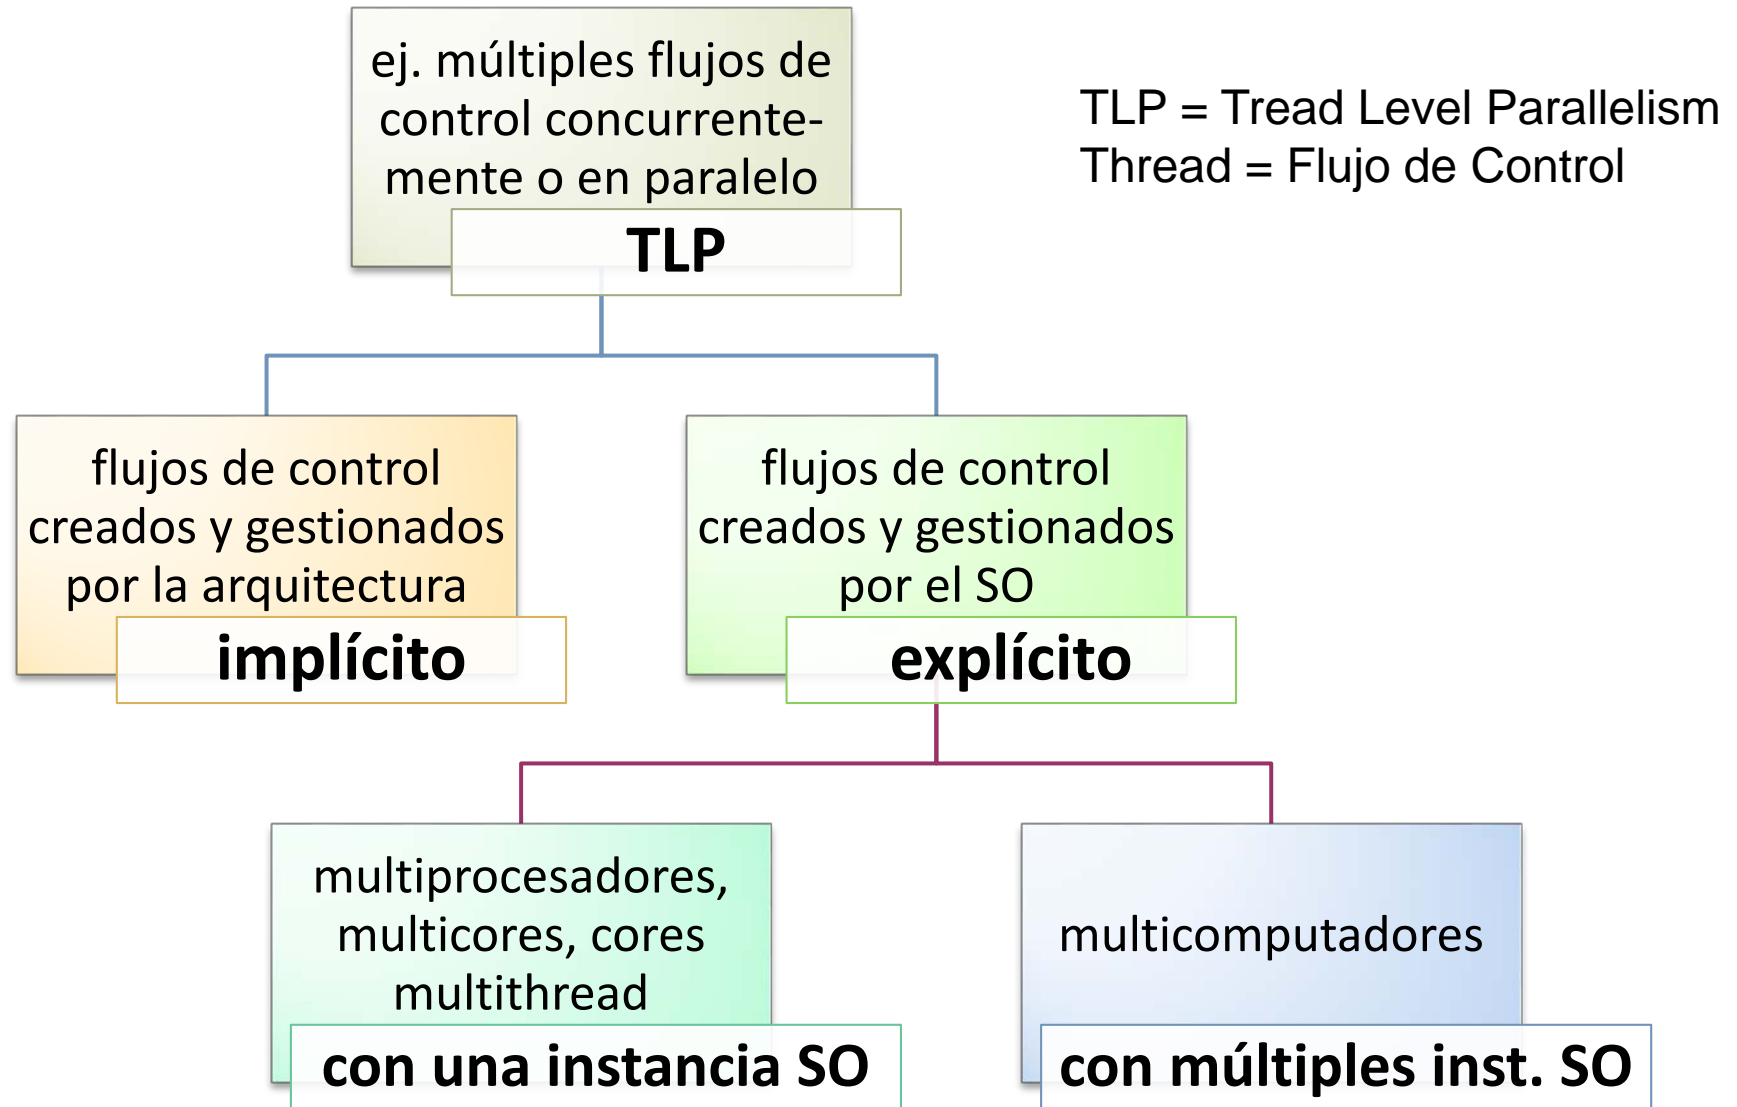 ej. múltiples flujos de
control concurrente-
mente o en paralelo
TLP
TLP = Tread Level Parallelism
Thread = Flujo de Control
flujos de control
creados y gestionados
por la arquitectura
implícito
flujos de control
creados y gestionados
por el SO
explícito
multiprocesadores,
multicores, cores
multithread
con una instancia SO
multicomputadores
con múltiples inst. SO